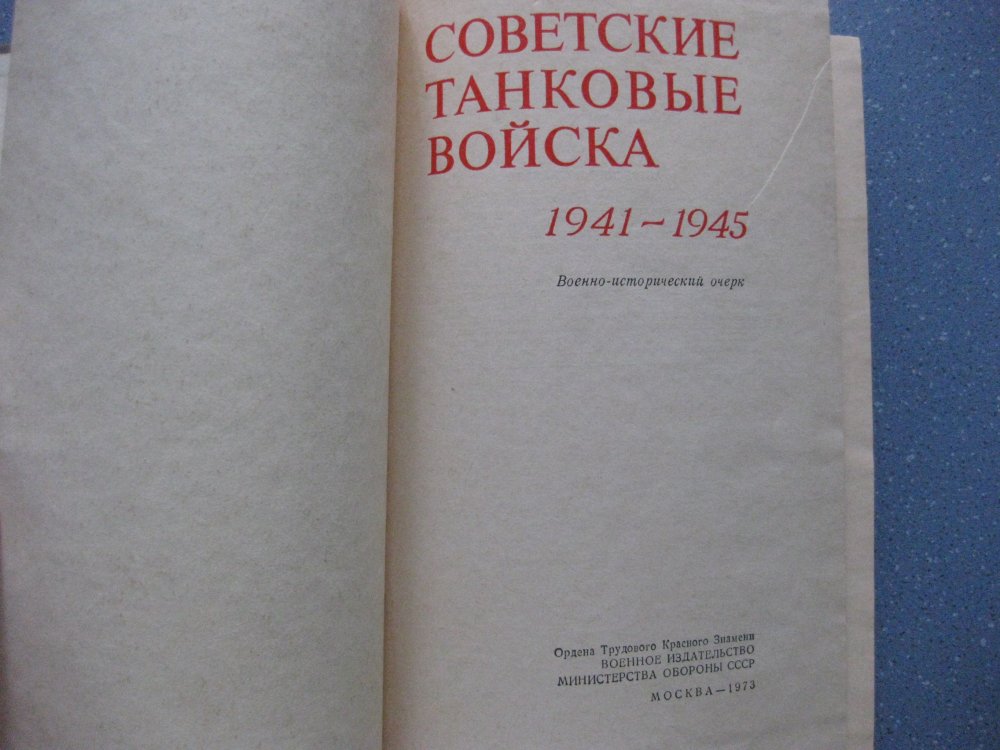 СОВЕТСКИЕ
ТАНКОВЫЕ
ВОЙСКА
1941 – 1945
Военно-исторический очерк
Ордена Трудового Красного Знамени
ВОЕННОЕ ИЗДАТЕЛЬСТВО
МИНИСТЕРСТВА ОБОРОНЫ СССР
МОСКВА — 1973